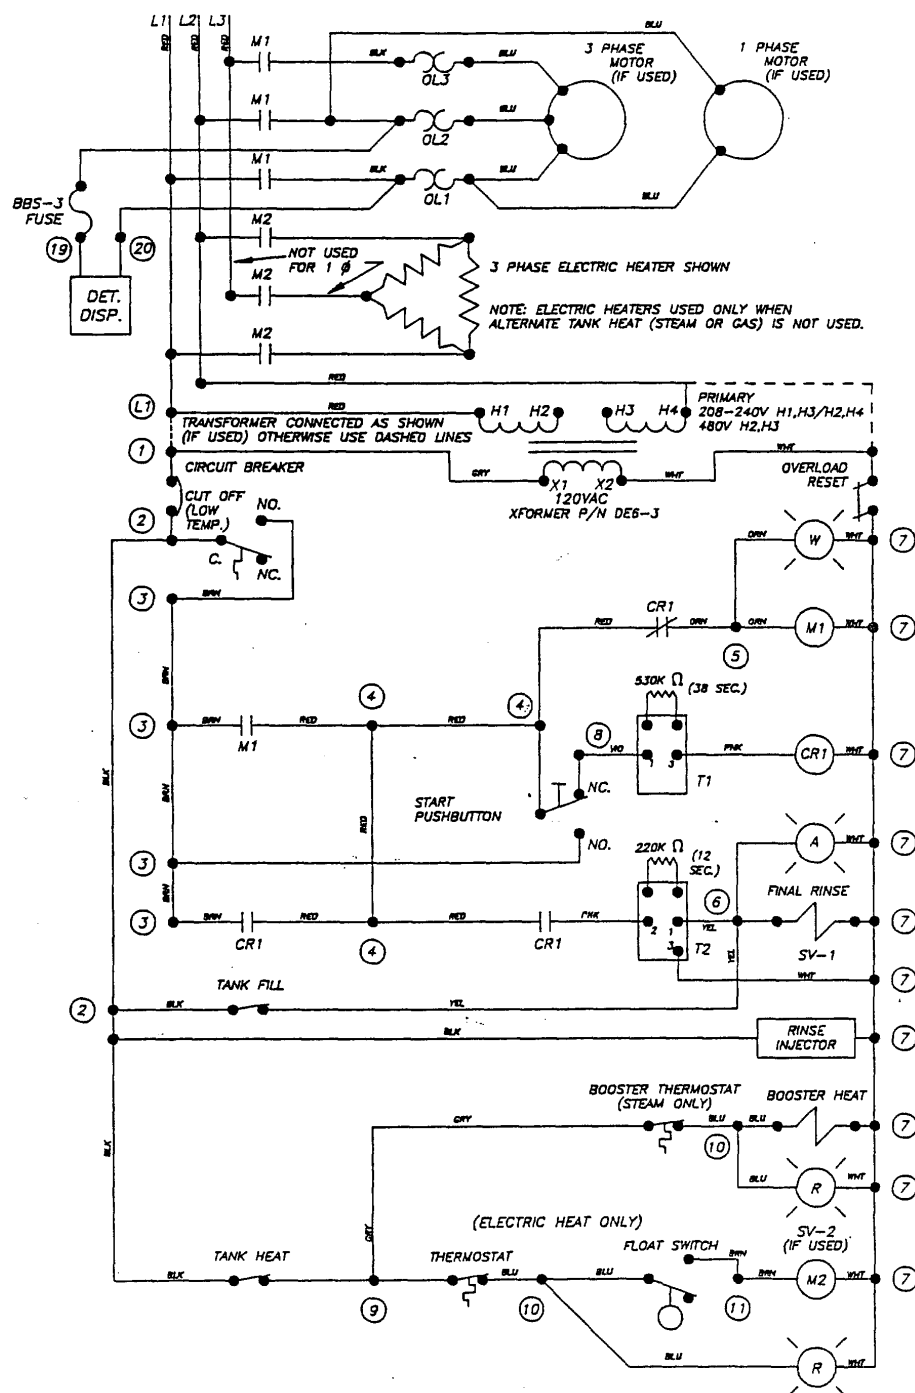 L1 L2 L3
RED RED RED
M1 BLK OL3 BLU
BLU
3 PHASE
MOTOR
(IF USED)
1 PHASE
MOTOR
(IF USED)
M1 OL2 BLU
M1 BLK OL1 BLU
BLU
BBS-3
FUSE
19 20
DET.
DISP.
M2
NOT USED
FOR 1 Ø
M2
M2
3 PHASE ELECTRIC HEATER SHOWN
NOTE: ELECTRIC HEATERS USED ONLY WHEN
ALTERNATE TANK HEAT (STEAM OR GAS) IS NOT USED.
RED
L1 RED H1 H2 H3 H4
PRIMARY
208-240V H1,H3/H2,H4
480V H2,H3
TRANSFORMER CONNECTED AS SHOWN
(IF USED) OTHERWISE USE DASHED LINES
1 GRY X1 X2 WHT WHT
120VAC
XFORMER P/N DE6-3
CIRCUIT BREAKER
OVERLOAD
RESET
CUT OFF
(LOW
TEMP.)
NO.
2
C.
NC.
ORN W WHT 7
3 BRN
RED CR1 ORN ORN M1 WHT 7
5
BRN
530K Ω (38 SEC.)
4 4
3 BRN M1 RED RED
8 VIO 1 3 PNK CR1 WHT 7
T1
BLK BRN RED
START
PUSHBUTTON
NC.
NO.
A WHT 7
3
220K Ω (12
SEC.)
BRN
6
FINAL RINSE
3 BRN CR1 RED RED CR1 PNK 2 1 YEL 7
4
3 T2 SV-1
YEL
WHT 7
TANK FILL
2 BLK YEL
BLK RINSE
INJECTOR 7
BOOSTER THERMOSTAT
(STEAM ONLY)
BOOSTER HEAT
BLK
GRY BLU BLU 7
10
BLU R WHT 7
GRY
(ELECTRIC HEAT ONLY)
SV-2
(IF USED)
TANK HEAT THERMOSTAT FLOAT SWITCH
BRN
BLK BLU BLU BRN M2 WHT 7
9 10 11
BLU R WHT